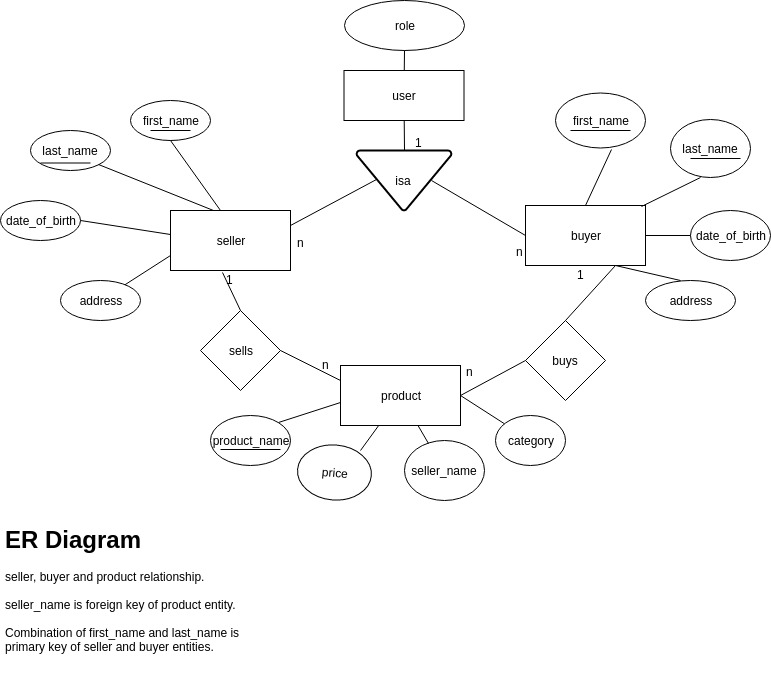 role
user
1
isa
first_name
last_name
date_of_birth
address
seller
n
first_name
last_name
date_of_birth
address
buyer
n
1
sells
n
1
buys
n
product
product_name
price
seller_name
category
ER Diagram
seller, buyer and product relationship.
seller_name is foreign key of product entity.
Combination of first_name and last_name is
primary key of seller and buyer entities.